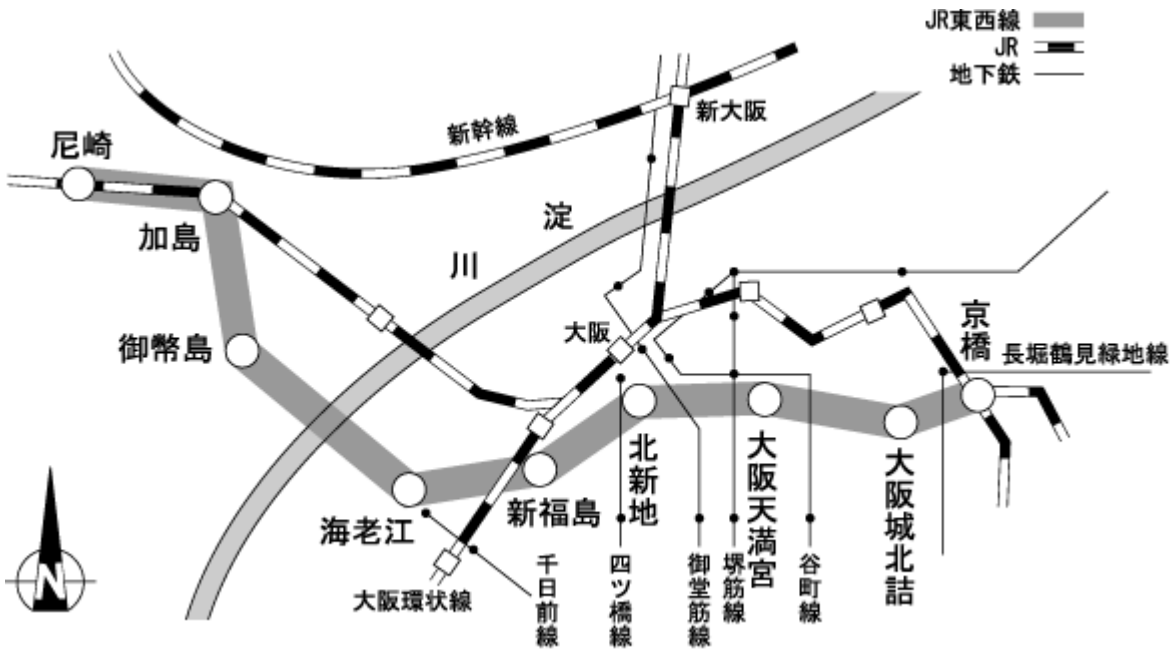 JR東西線
JR
地下鉄
新幹線
新大阪
尼崎
加島
淀
川
御幣島
大阪
京橋
長堀鶴見緑地線
海老江
新福島
北新地
大阪天満宮
大阪城北詰
大阪環状線
千日前線
四ツ橋線
御堂筋線
堺筋線
谷町線
N